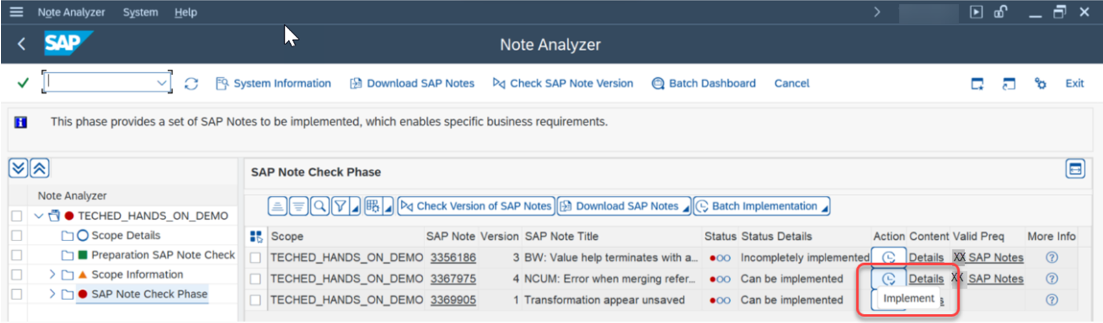 Note Analyzer System Help
SAP Note Analyzer
System Information Download SAP Notes Check SAP Note Version Batch Dashboard Cancel Exit
This phase provides a set of SAP Notes to be implemented, which enables specific business requirements.
SAP Note Check Phase
Note Analyzer
TECHED_HANDS_ON_DEMO
Scope Details
Preparation SAP Note Check
Scope Information
SAP Note Check Phase
Check Version of SAP Notes Download SAP Notes Batch Implementation
Scope SAP Note Version SAP Note Title Status Status Details Action Content Valid Preq More Info
TECHED_HANDS_ON_DEMO 3356186 3 BW: Value help terminates with a... Incompletely implemented Details SAP Notes
TECHED_HANDS_ON_DEMO 3367975 4 NCUM: Error when merging refer... Can be implemented Details SAP Notes
TECHED_HANDS_ON_DEMO 3369905 1 Transformation appear unsaved Can be implemented
Implement